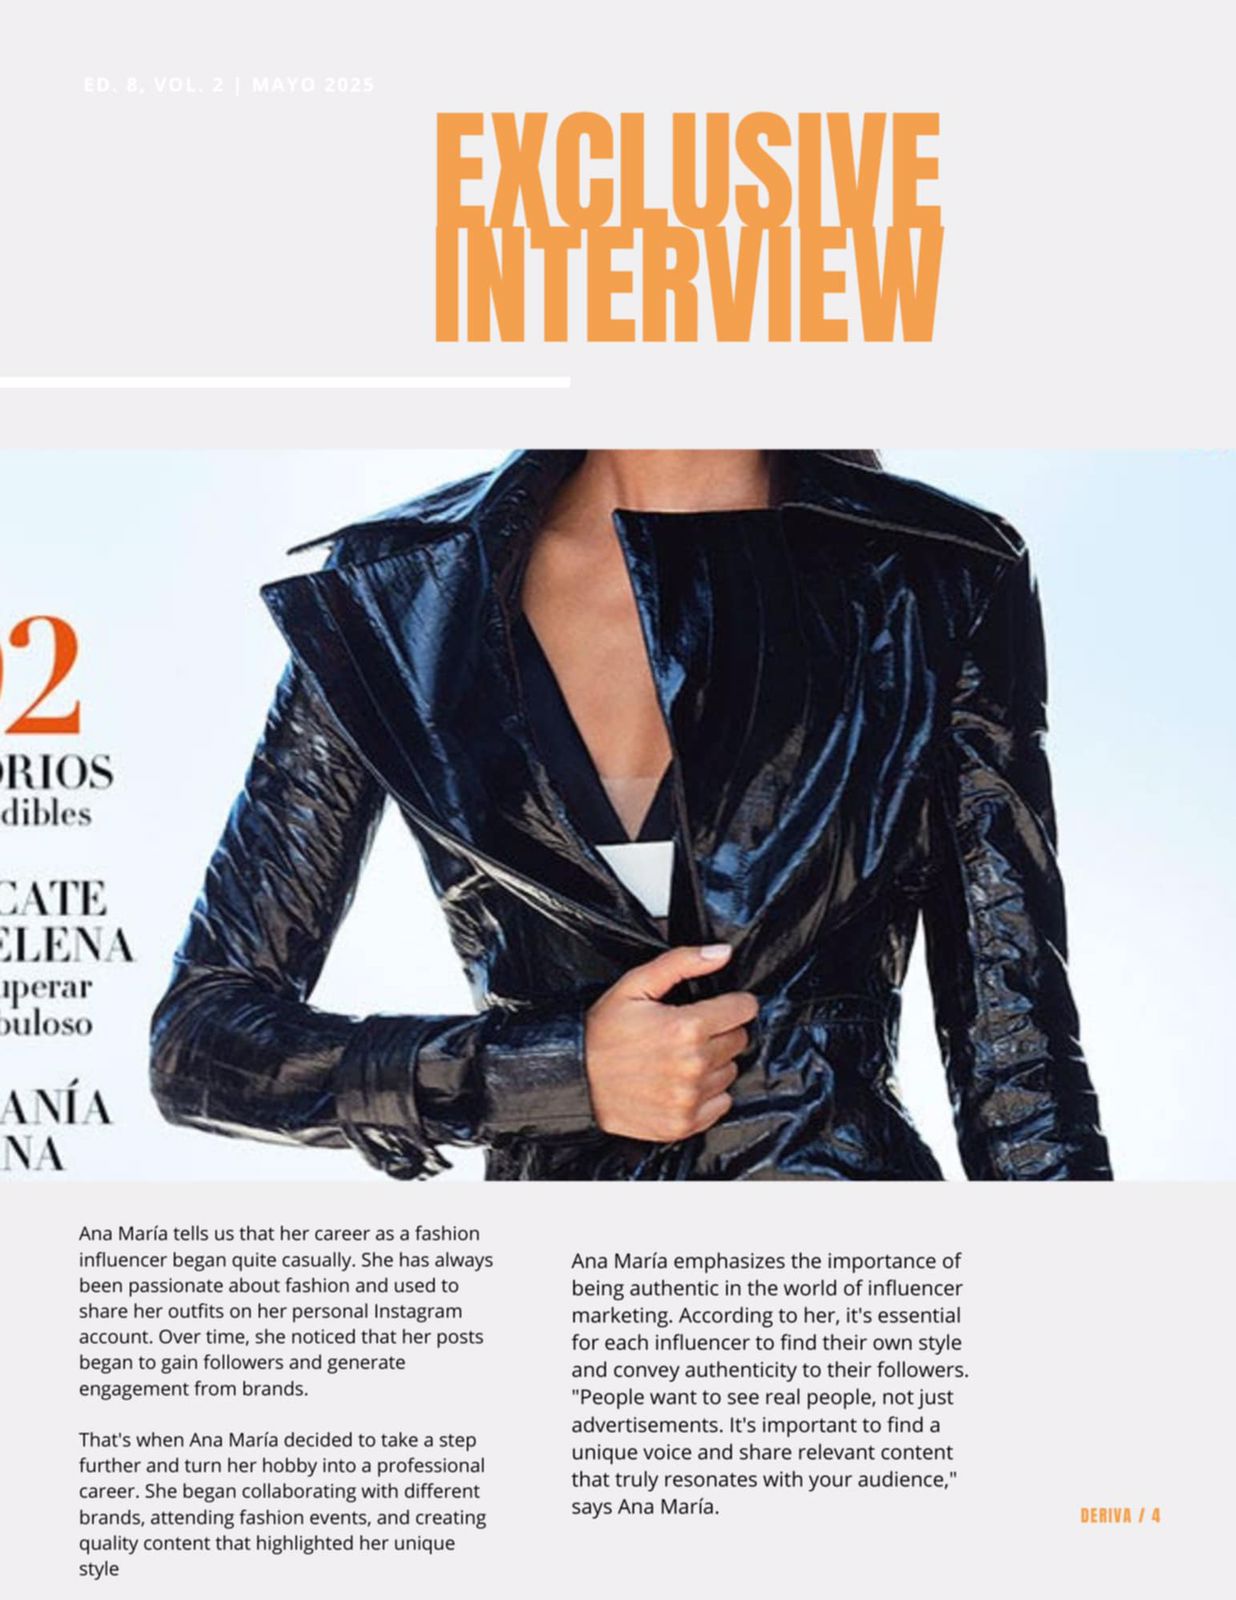 ED. 8, VOL. 2 | MAYO 2025
EXCLUSIVE
INTERVIEW
2
RIOS
dibles
CATE
ELENA
uperar
buloso
ANÍA
NA
Ana María tells us that her career as a fashion
influencer began quite casually. She has always
been passionate about fashion and used to
share her outfits on her personal Instagram
account. Over time, she noticed that her posts
began to gain followers and generate
engagement from brands.
That's when Ana María decided to take a step
further and turn her hobby into a professional
career. She began collaborating with different
brands, attending fashion events, and creating
quality content that highlighted her unique
style
Ana María emphasizes the importance of
being authentic in the world of influencer
marketing. According to her, it's essential
for each influencer to find their own style
and convey authenticity to their followers.
"People want to see real people, not just
advertisements. It's important to find a
unique voice and share relevant content
that truly resonates with your audience,"
says Ana María.
DERIVA / 4